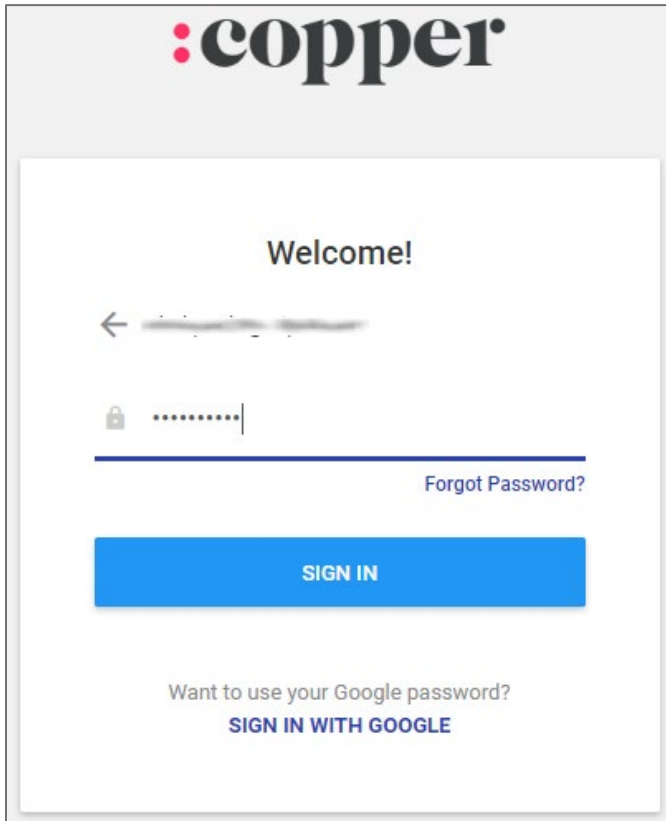 :copper
Welcome!
••••••••••
Forgot Password?
SIGN IN
Want to use your Google password?
SIGN IN WITH GOOGLE